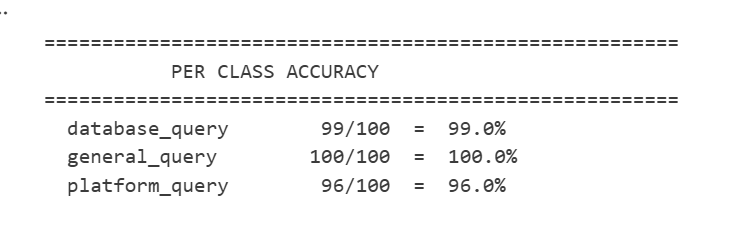 ..
=======================================================
PER CLASS ACCURACY
=======================================================
database_query 99/100 = 99.0%
general_query 100/100 = 100.0%
platform_query 96/100 = 96.0%